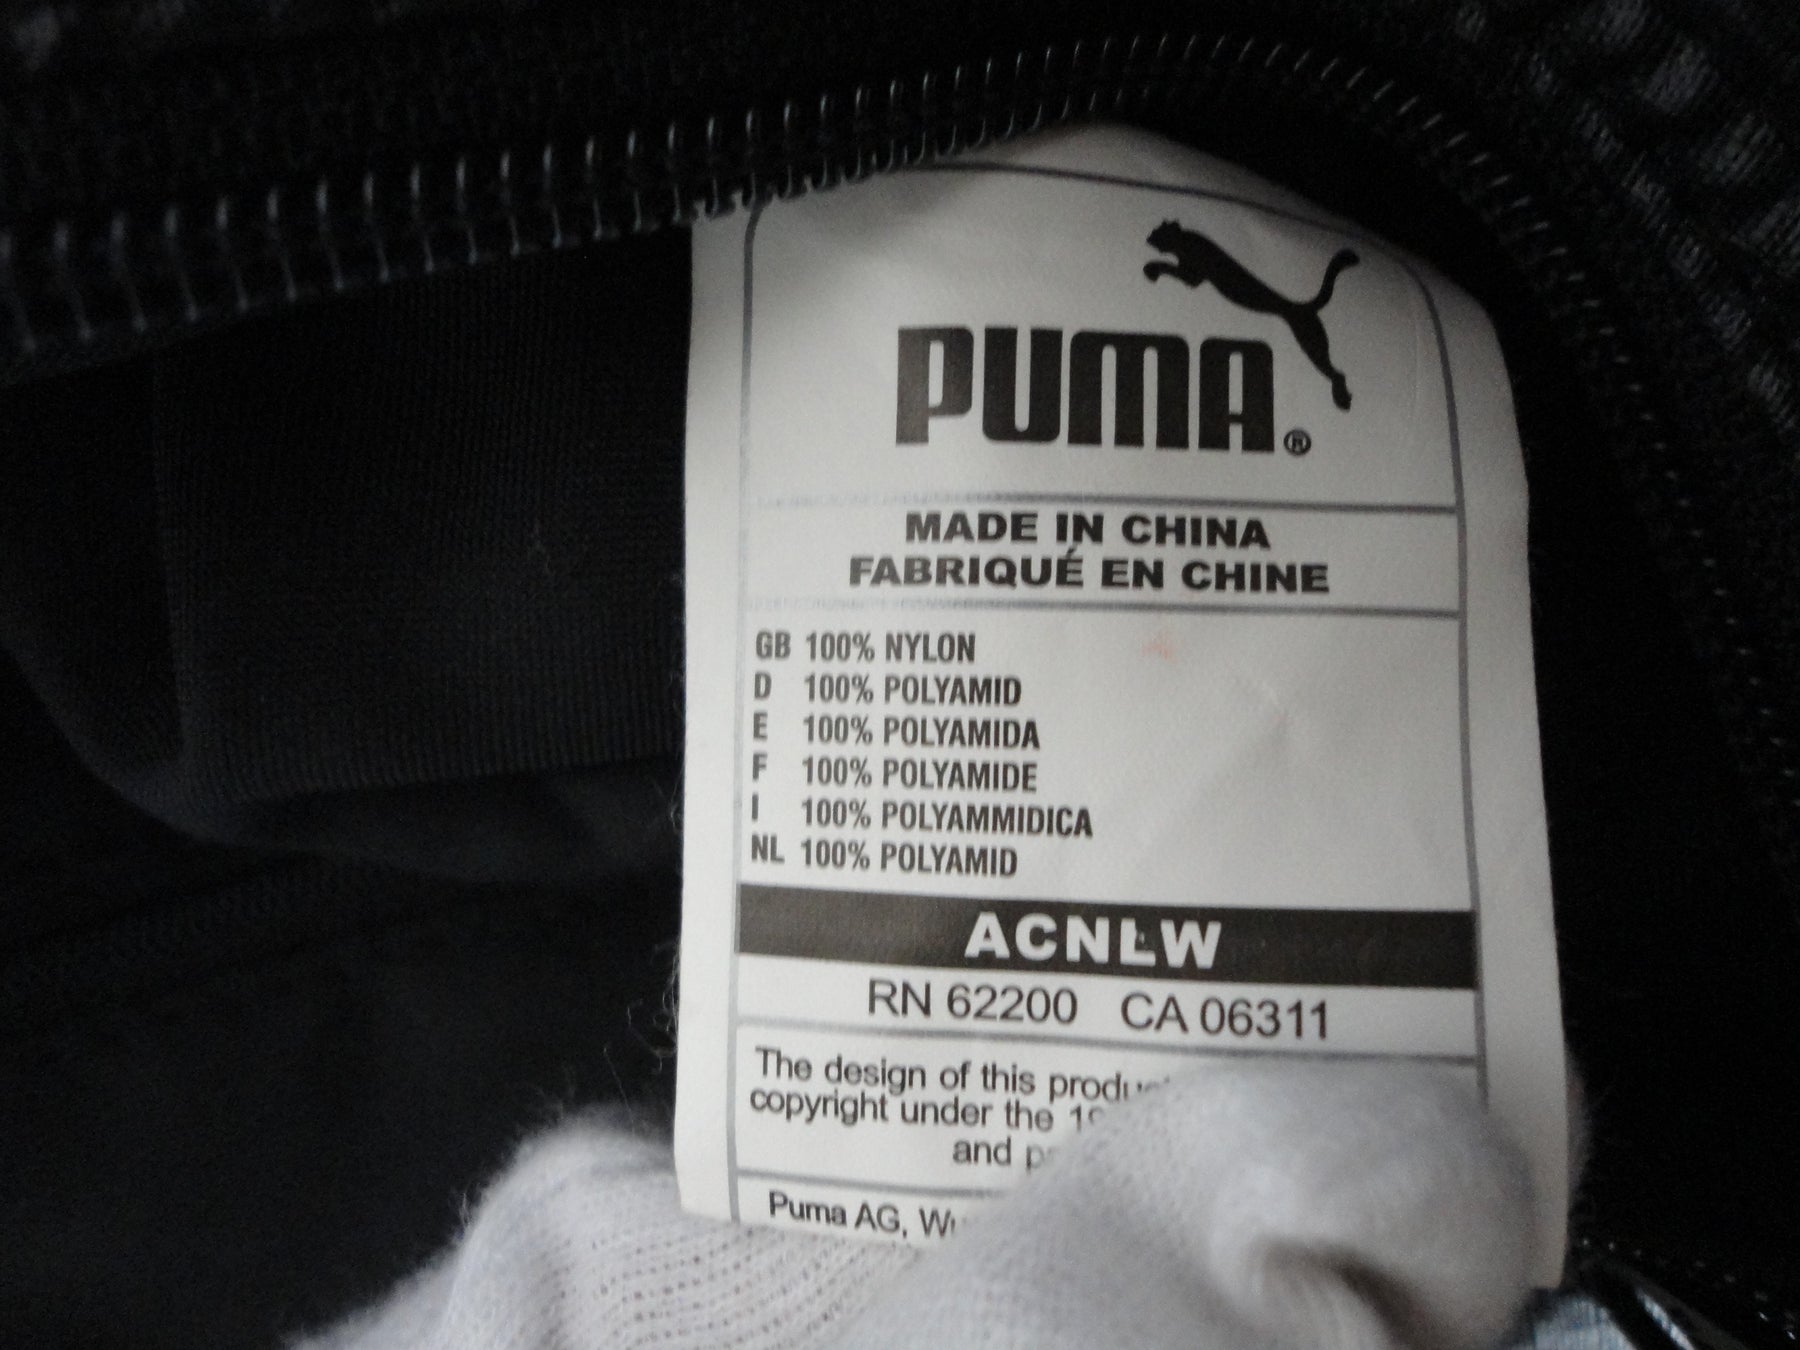 PUMA®
MADE IN CHINA
FABRIQUÉ EN CHINE
GB 100% NYLON
D 100% POLYAMID
E 100% POLYAMIDA
F 100% POLYAMIDE
I 100% POLYAMMIDICA
NL 100% POLYAMID
ACNLW
RN 62200 CA 06311
The design of this
copyright under the
and
Puma AG,